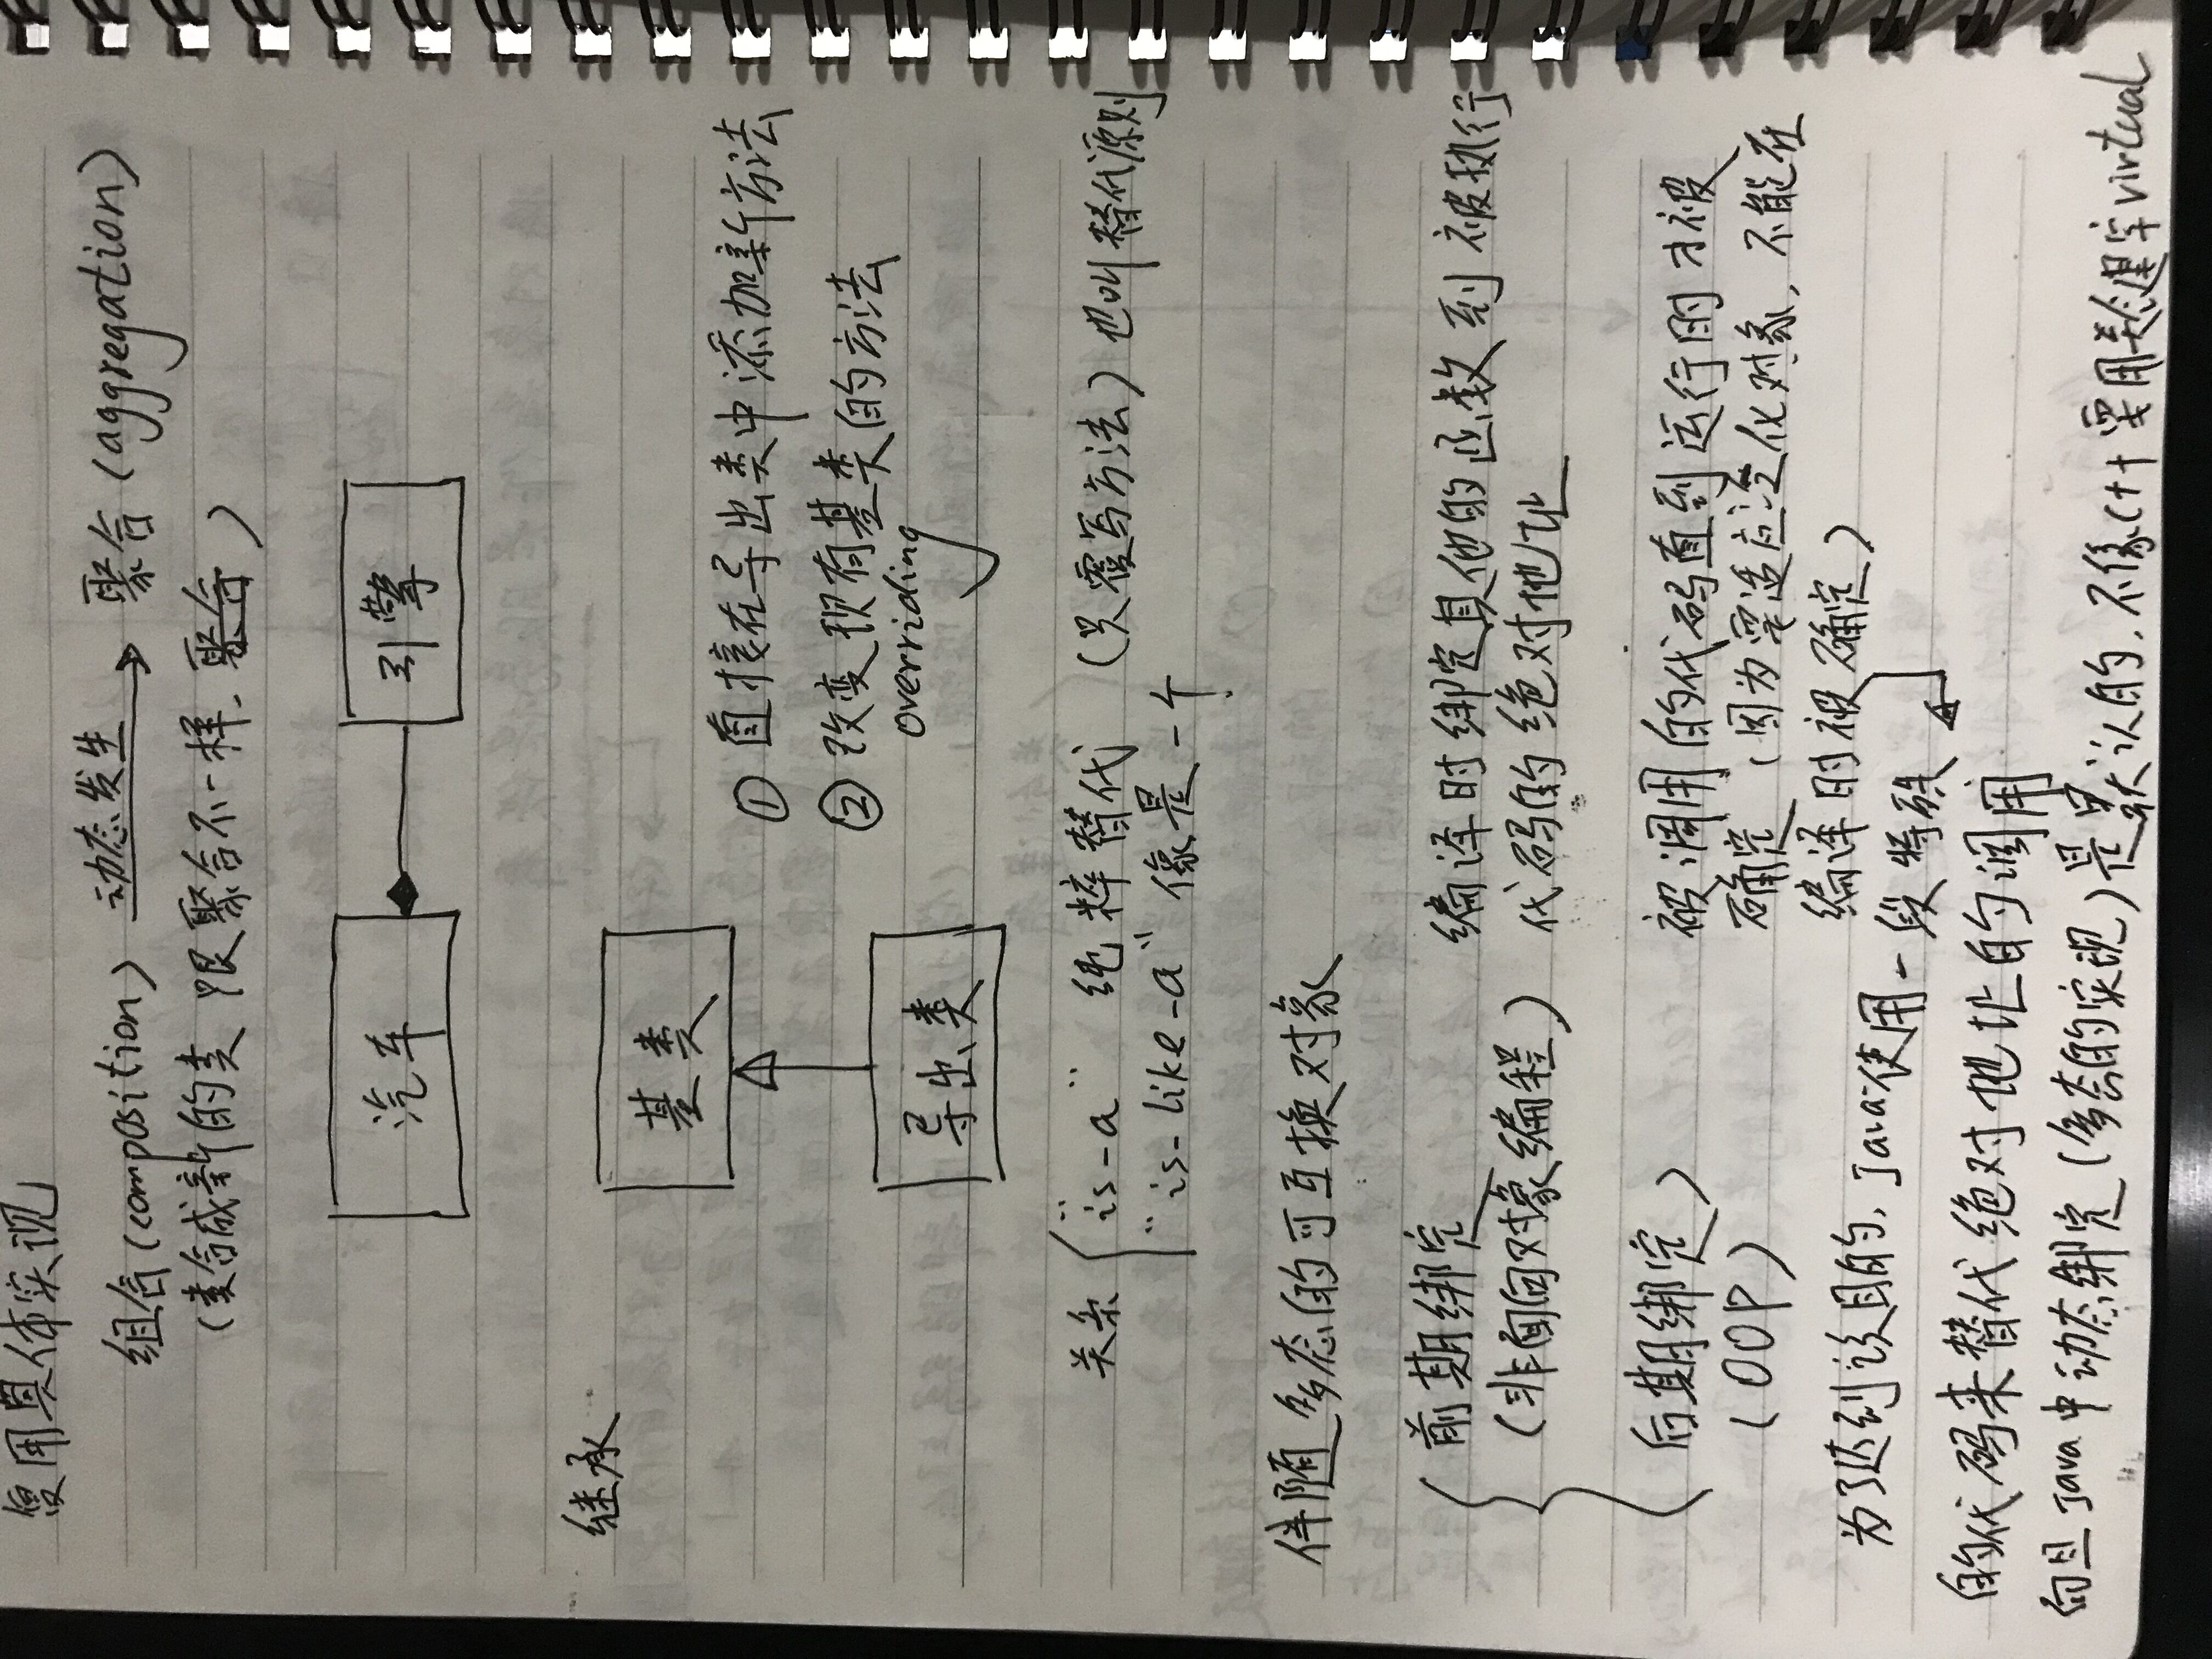 复用具体实现
组合(composition) 动态发生 聚合(aggregation)
(类合成新的类 跟聚合不一样.聚合)
汽车 引擎
继承
基类
① 直接在导出类中添加新方法
② 改变现有基类的方法
overriding
导出类
关系 "is-a" 纯粹替代 (只覆写方法)也叫替代原则
"is-like-a" 像是一个
伴随多态的可互换对象
前期绑定 编译时绑定其他的函数到被执行
(非面向对象编程) 代码的绝对地址
后期绑定) 被调用的代码直到运行时才被
(OOP) 确定(因为要适应泛化对象,不能在
编译时被确定)
为了达到该目的,Java使用一段特殊
的代码来替代绝对地址的调用
向且Java中动态绑定(多态的实现)是默认的,不像C++要用关键字virtual